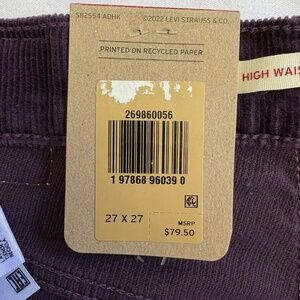 SII2554 ADHK ©2022 LEVI STRAUSS & CO.
PRINTED ON RECYCLED PAPER
HIGH WAIS
269860056
1 97868 96039 0
27 X 27
MSRP
$79.50